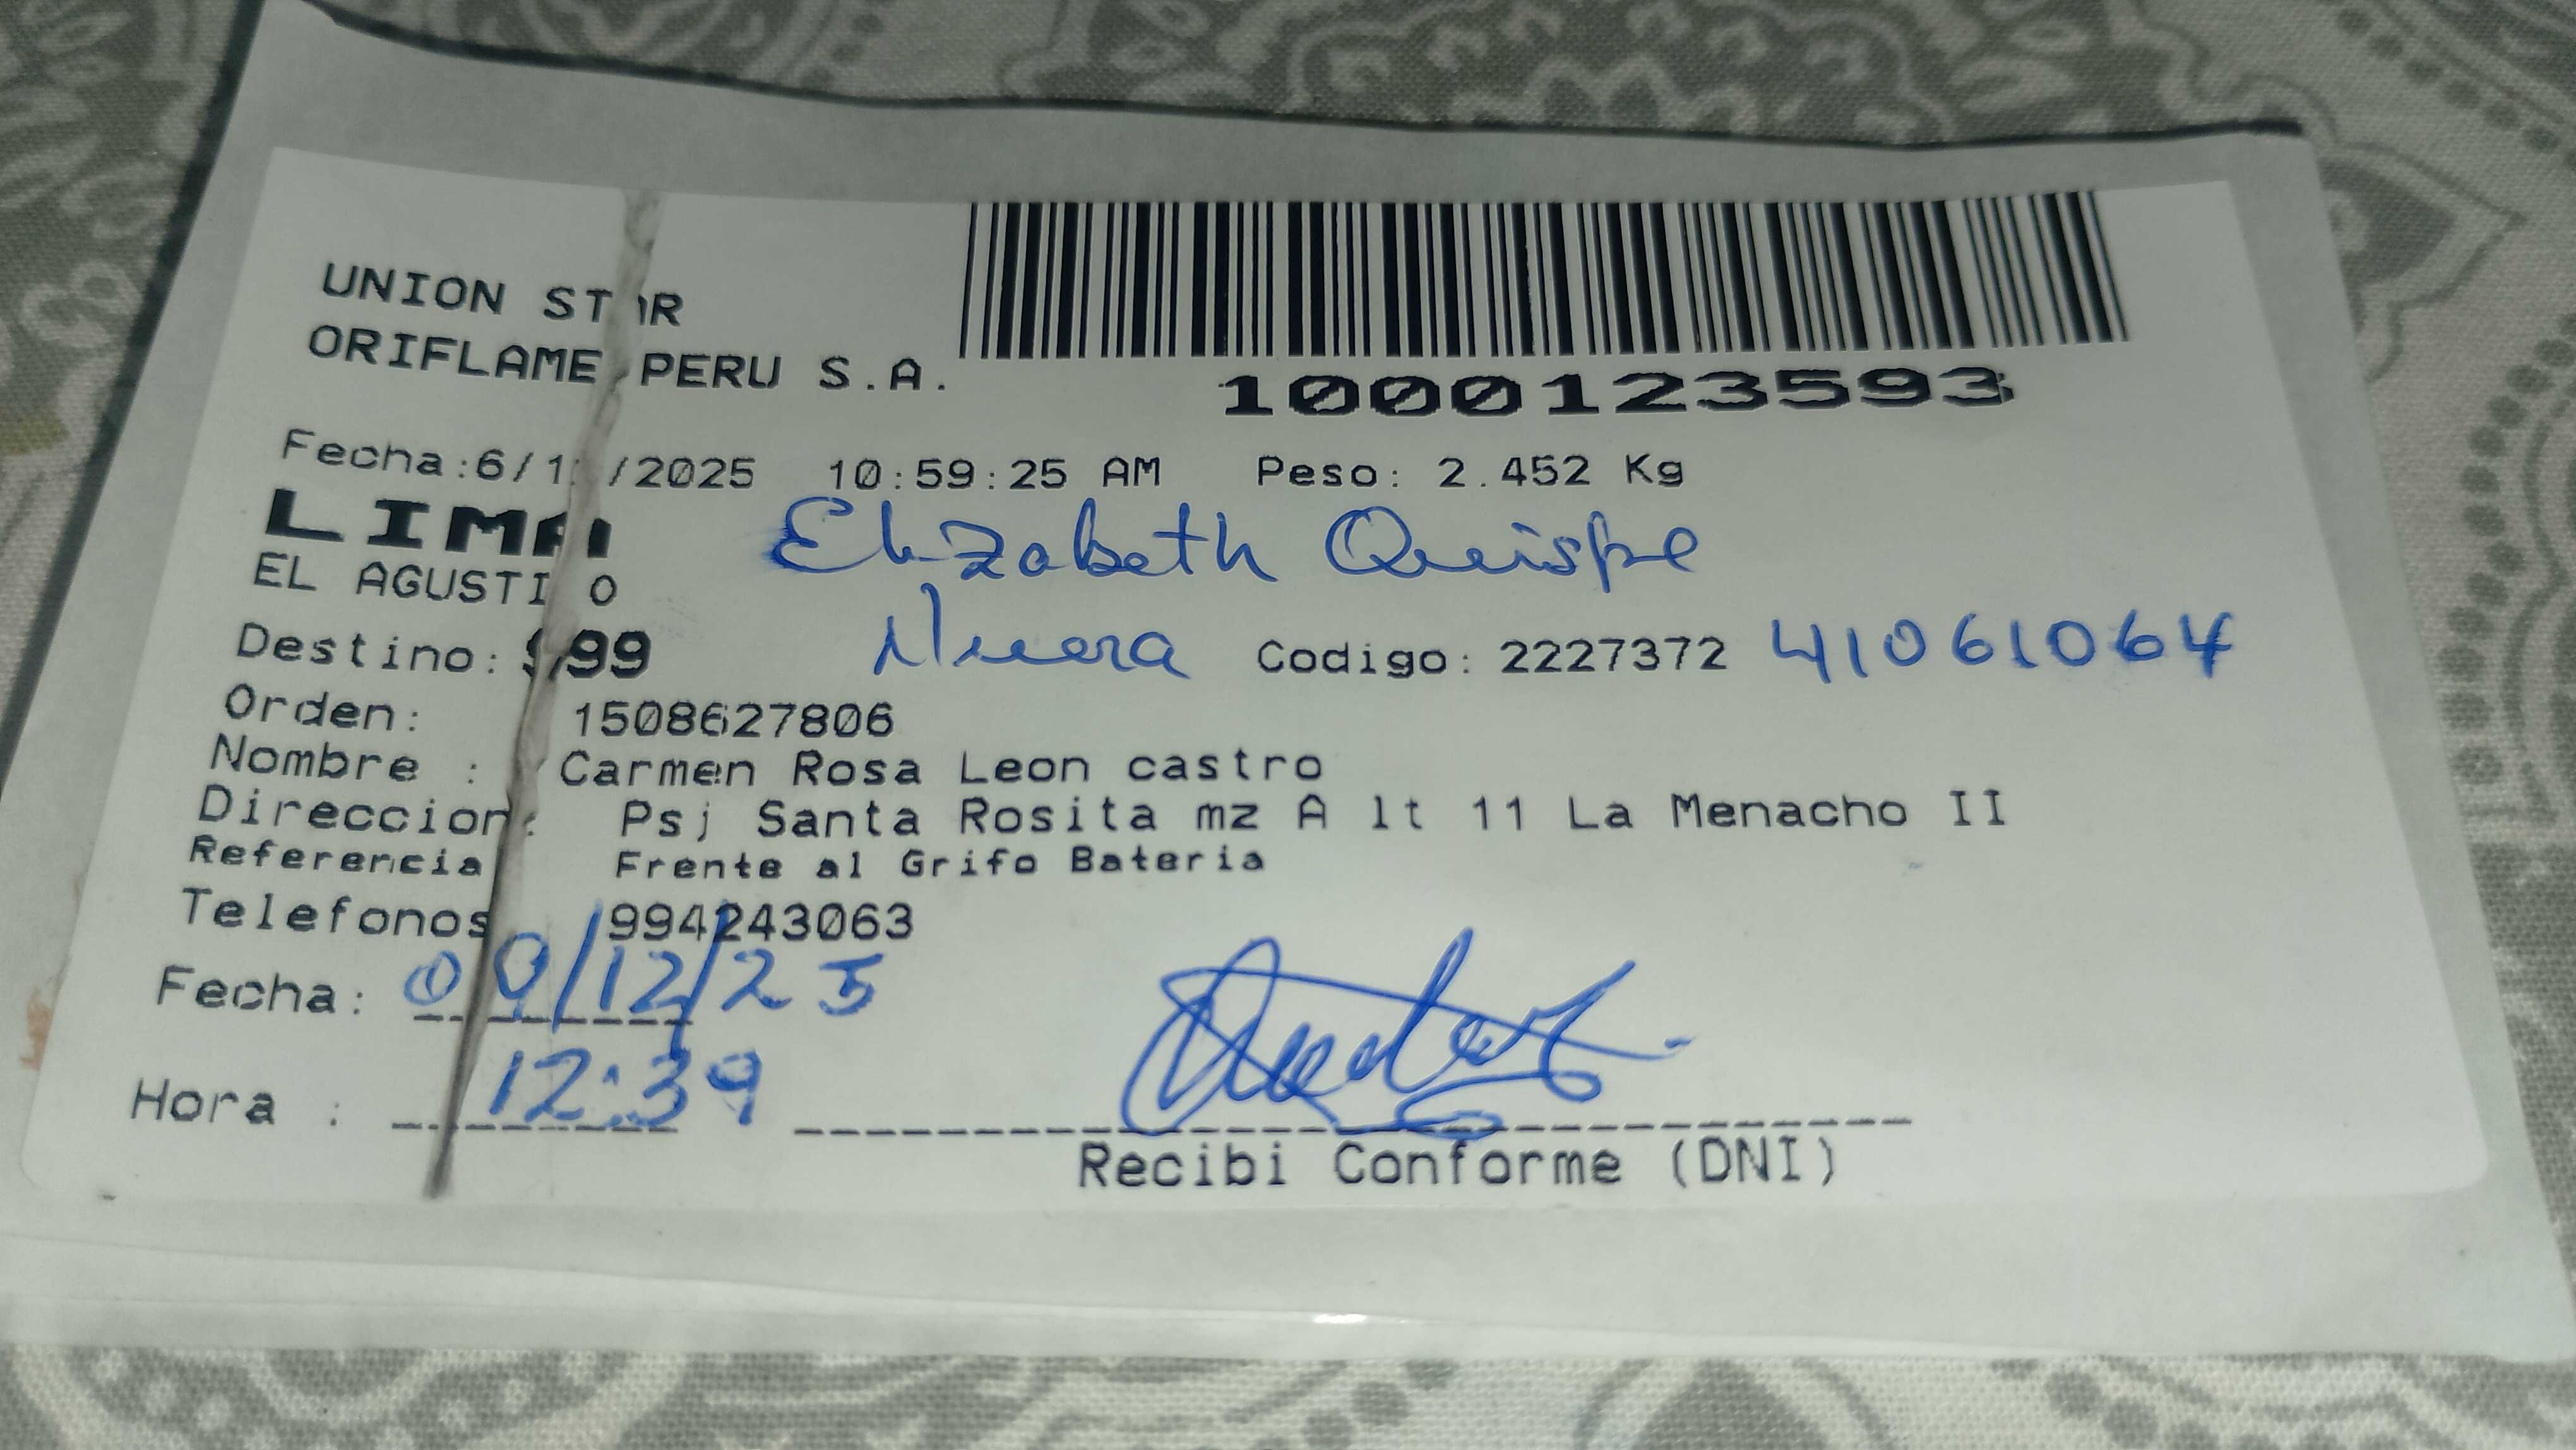 UNION STAR
ORIFLAME PERU S.A.
1000123593
Fecha:6/1 /2025 10:59:25 AM Peso: 2.452 Kg
LIMA
Elizabeth Quispe
EL AGUSTINO
Nuera
Destino: 999 Codigo: 2227372 41061064
Orden: 1508627806
Nombre : Carmen Rosa Leon castro
Direccion: Psj Santa Rosita mz A lt 11 La Menacho II
Referencia Frente al Grifo Bateria
Telefonos 994243063
Fecha: 09/12/25
Hora : 12:39
Recibi Conforme (DNI)